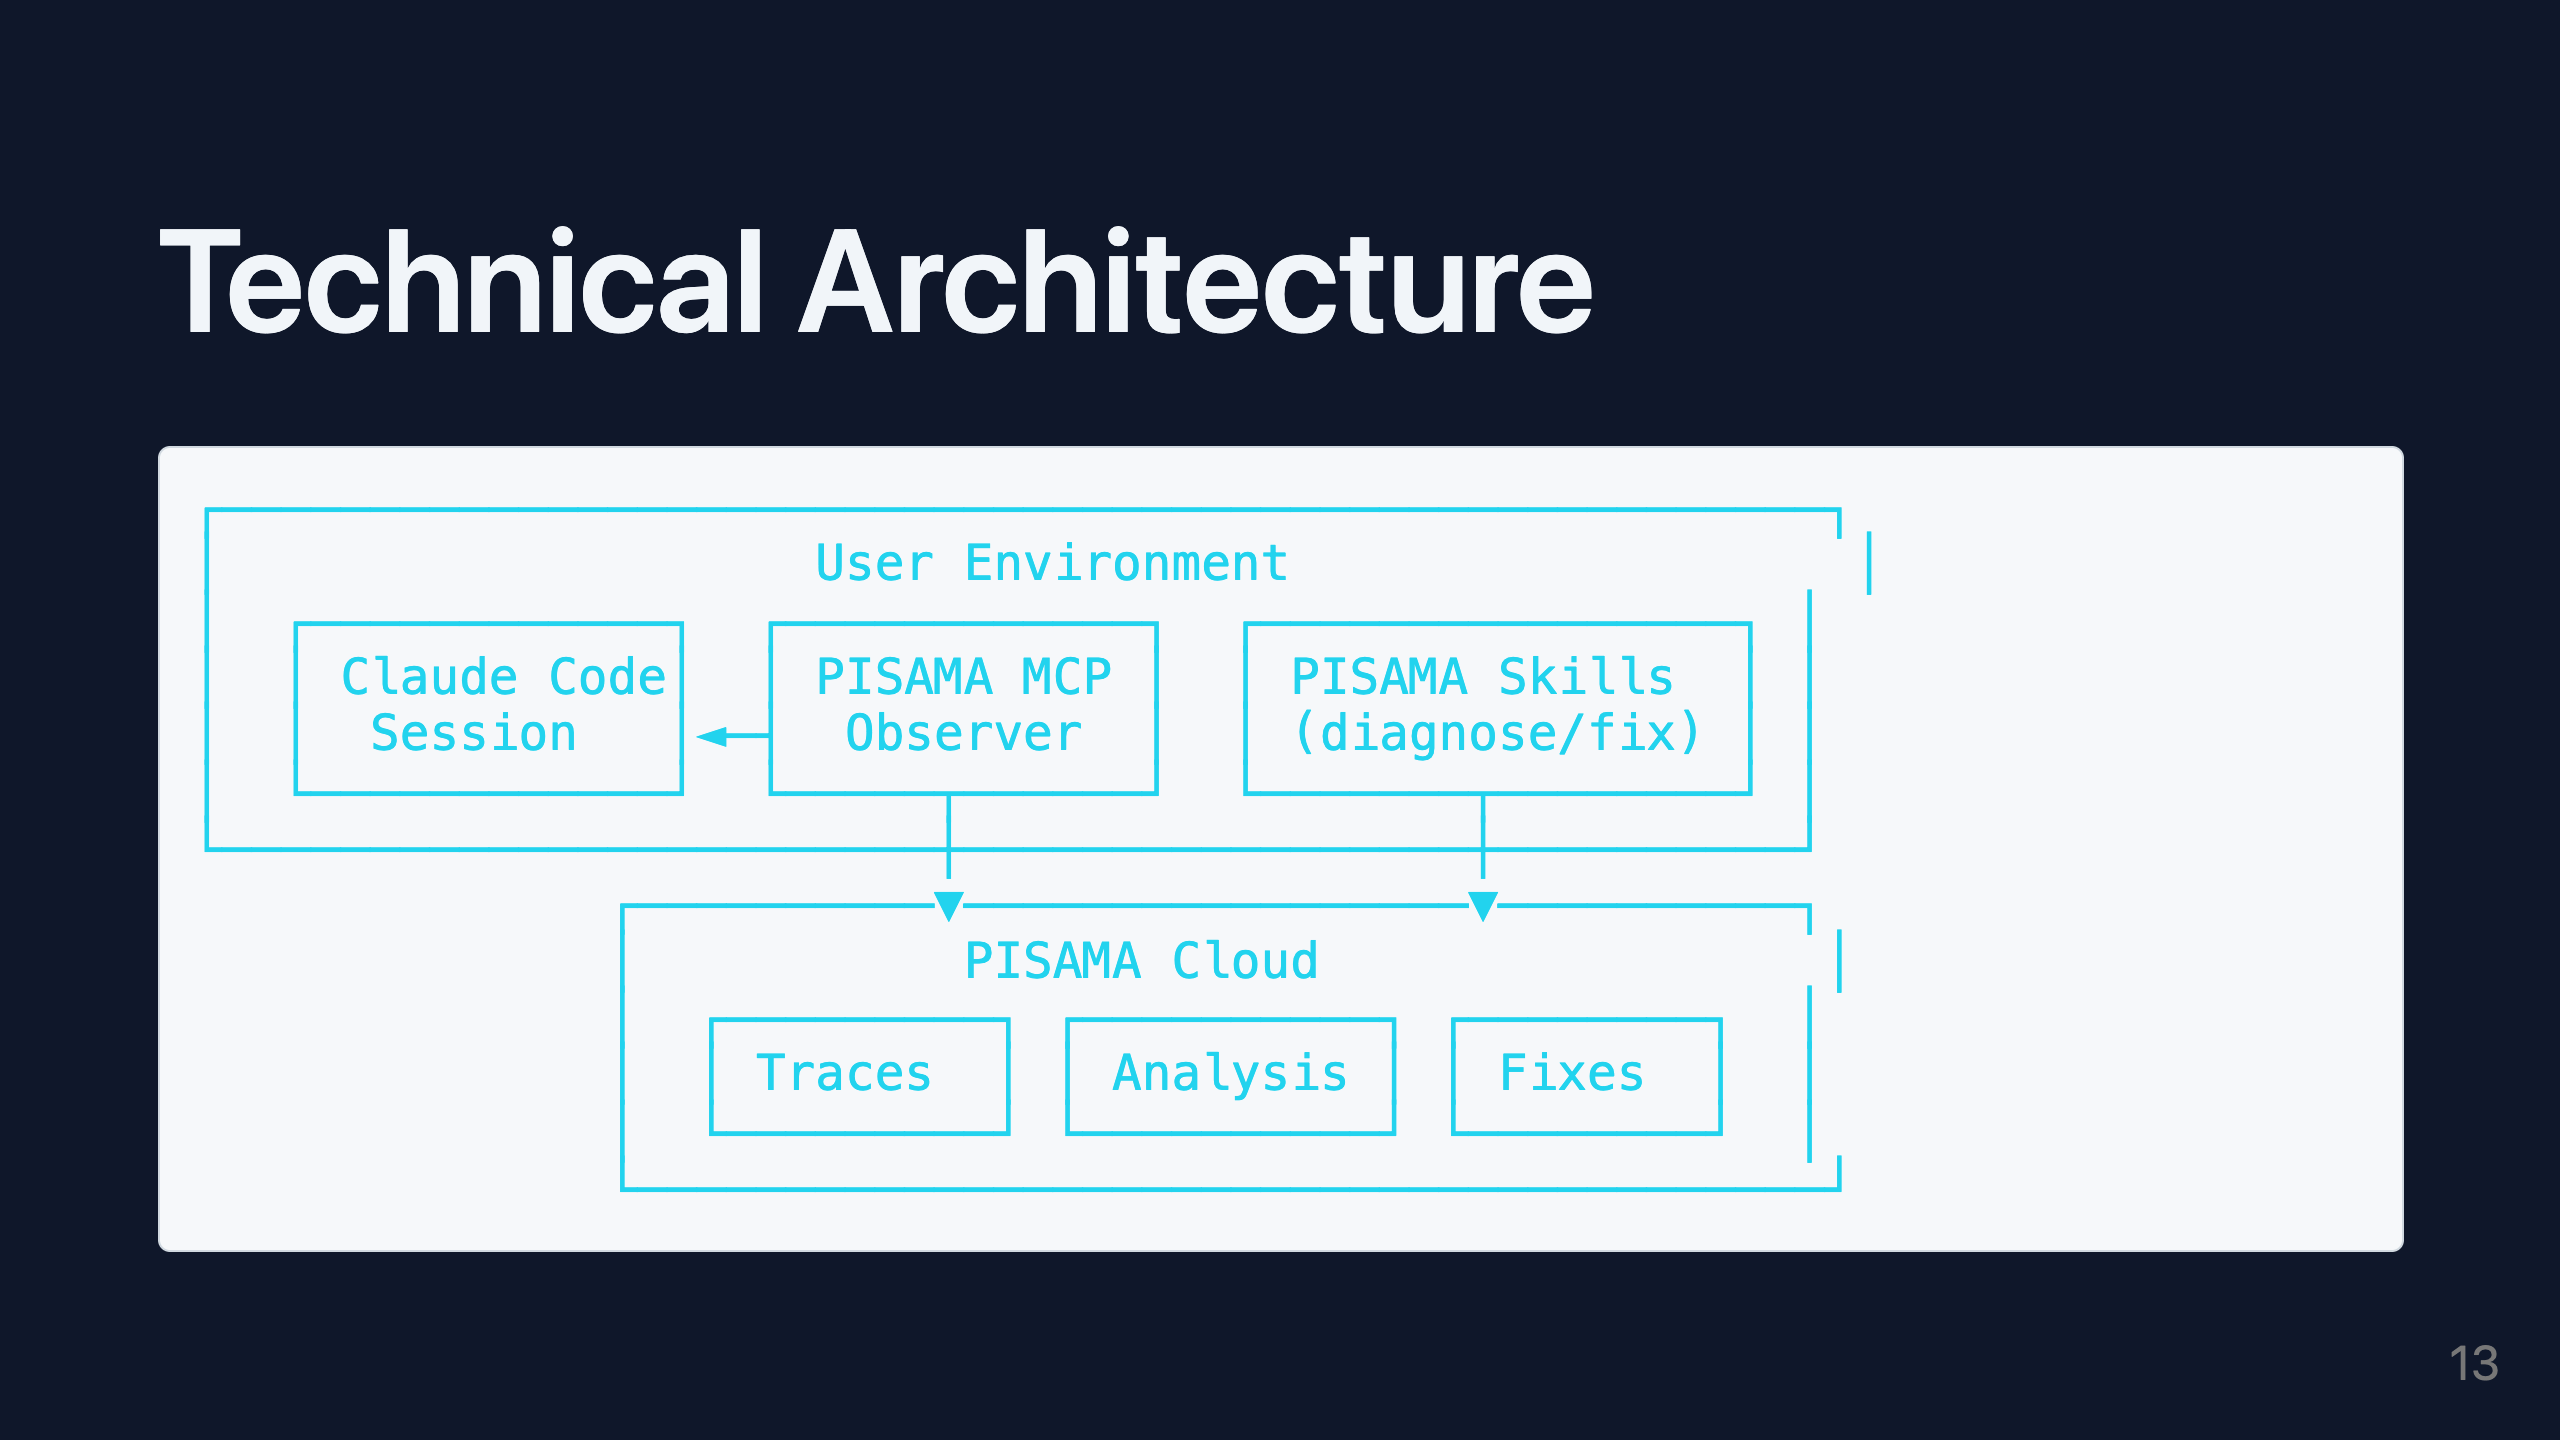 Technical Architecture
User Environment
Claude Code
Session
PISAMA MCP
Observer
PISAMA Skills
(diagnose/fix)
PISAMA Cloud
Traces
Analysis
Fixes
13